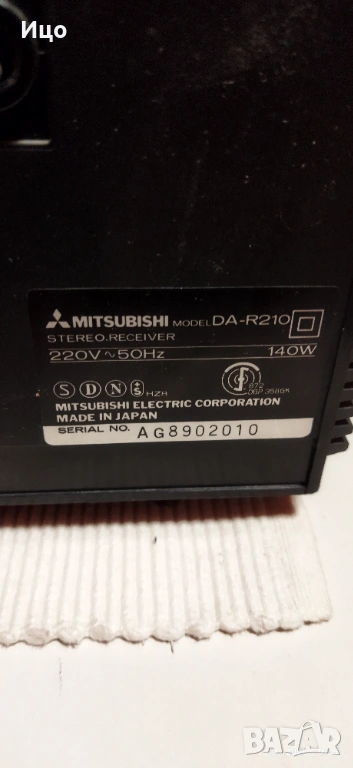 Ицо
MITSUBISHI MODEL DA-R210
STEREO.RECEIVER
220V~50Hz 140W
S D N S HZH
MITSUBISHI ELECTRIC CORPORATION
MADE IN JAPAN
SERIAL NO. AG8902010
BAZAR